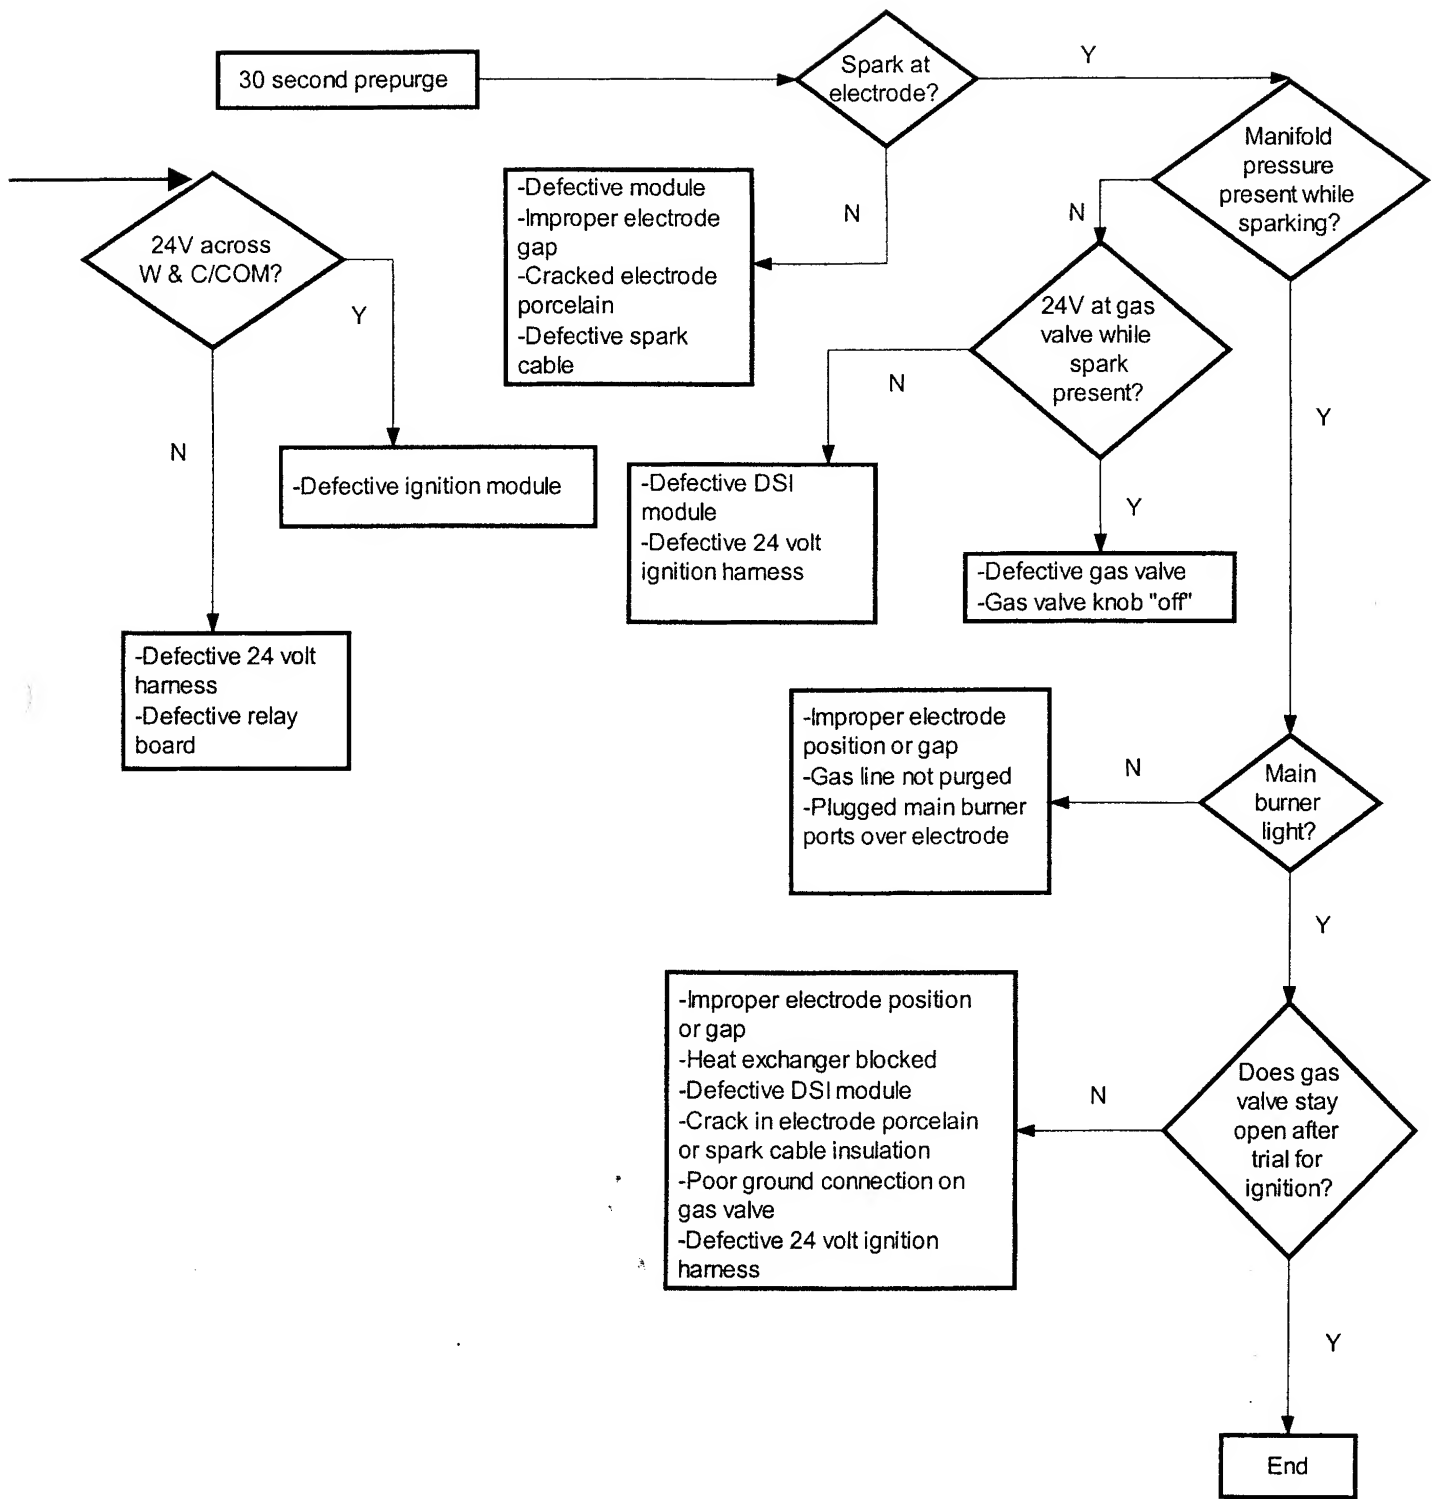 30 second prepurge
Spark at
electrode?
Y
Manifold
pressure
present while
sparking?
N
-Defective module
-Improper electrode
gap
-Cracked electrode
porcelain
-Defective spark
cable
24V across
W & C/COM?
Y
N
-Defective ignition module
-Defective 24 volt
harness
-Defective relay
board
N
24V at gas
valve while
spark
present?
N
-Defective DSI
module
-Defective 24 volt
ignition harness
Y
-Defective gas valve
-Gas valve knob "off"
Y
Main
burner
light?
N
-Improper electrode
position or gap
-Gas line not purged
-Plugged main burner
ports over electrode
Y
Does gas
valve stay
open after
trial for
ignition?
N
-Improper electrode position
or gap
-Heat exchanger blocked
-Defective DSI module
-Crack in electrode porcelain
or spark cable insulation
-Poor ground connection on
gas valve
-Defective 24 volt ignition
harness
Y
End